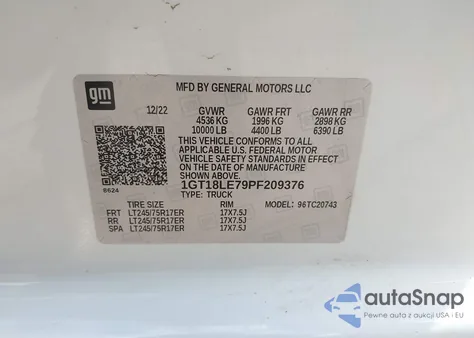 gm
MFD BY GENERAL MOTORS LLC
12/22 GVWR GAWR FRT GAWR RR
4536 KG 1996 KG 2898 KG
10000 LB 4400 LB 6390 LB
THIS VEHICLE CONFORMS TO ALL
APPLICABLE U.S. FEDERAL MOTOR
VEHICLE SAFETY STANDARDS IN
EFFECT ON THE DATE OF
MANUFACTURE SHOWN ABOVE.
1GT18LE79PF209376
8624 TYPE: TRUCK
TIRE SIZE RIM MODEL: 96TC20743
FRT LT245/75R17ER 17X7.5J
RR LT245/75R17ER 17X7.5J
SPA LT245/75R17ER 17X7.5J
autoSnap
Pewne auta z USA i EU